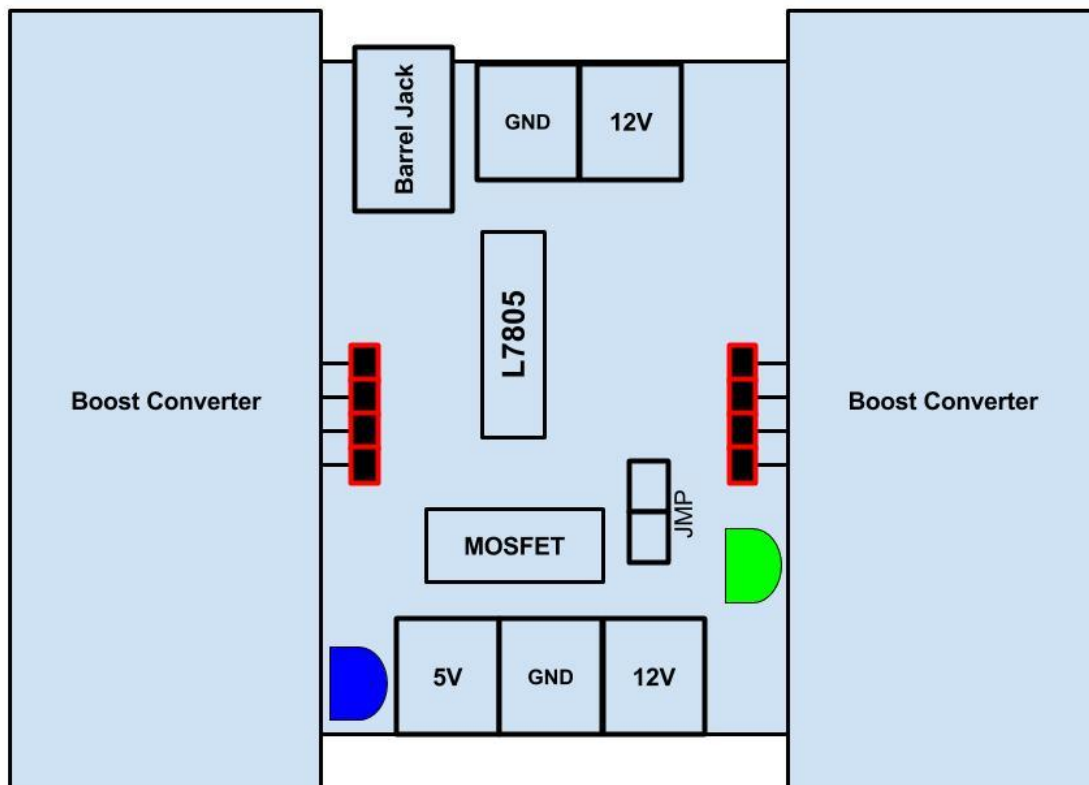 Barrel Jack
GND
12V
L7805
Boost Converter
Boost Converter
JMP
MOSFET
5V
GND
12V